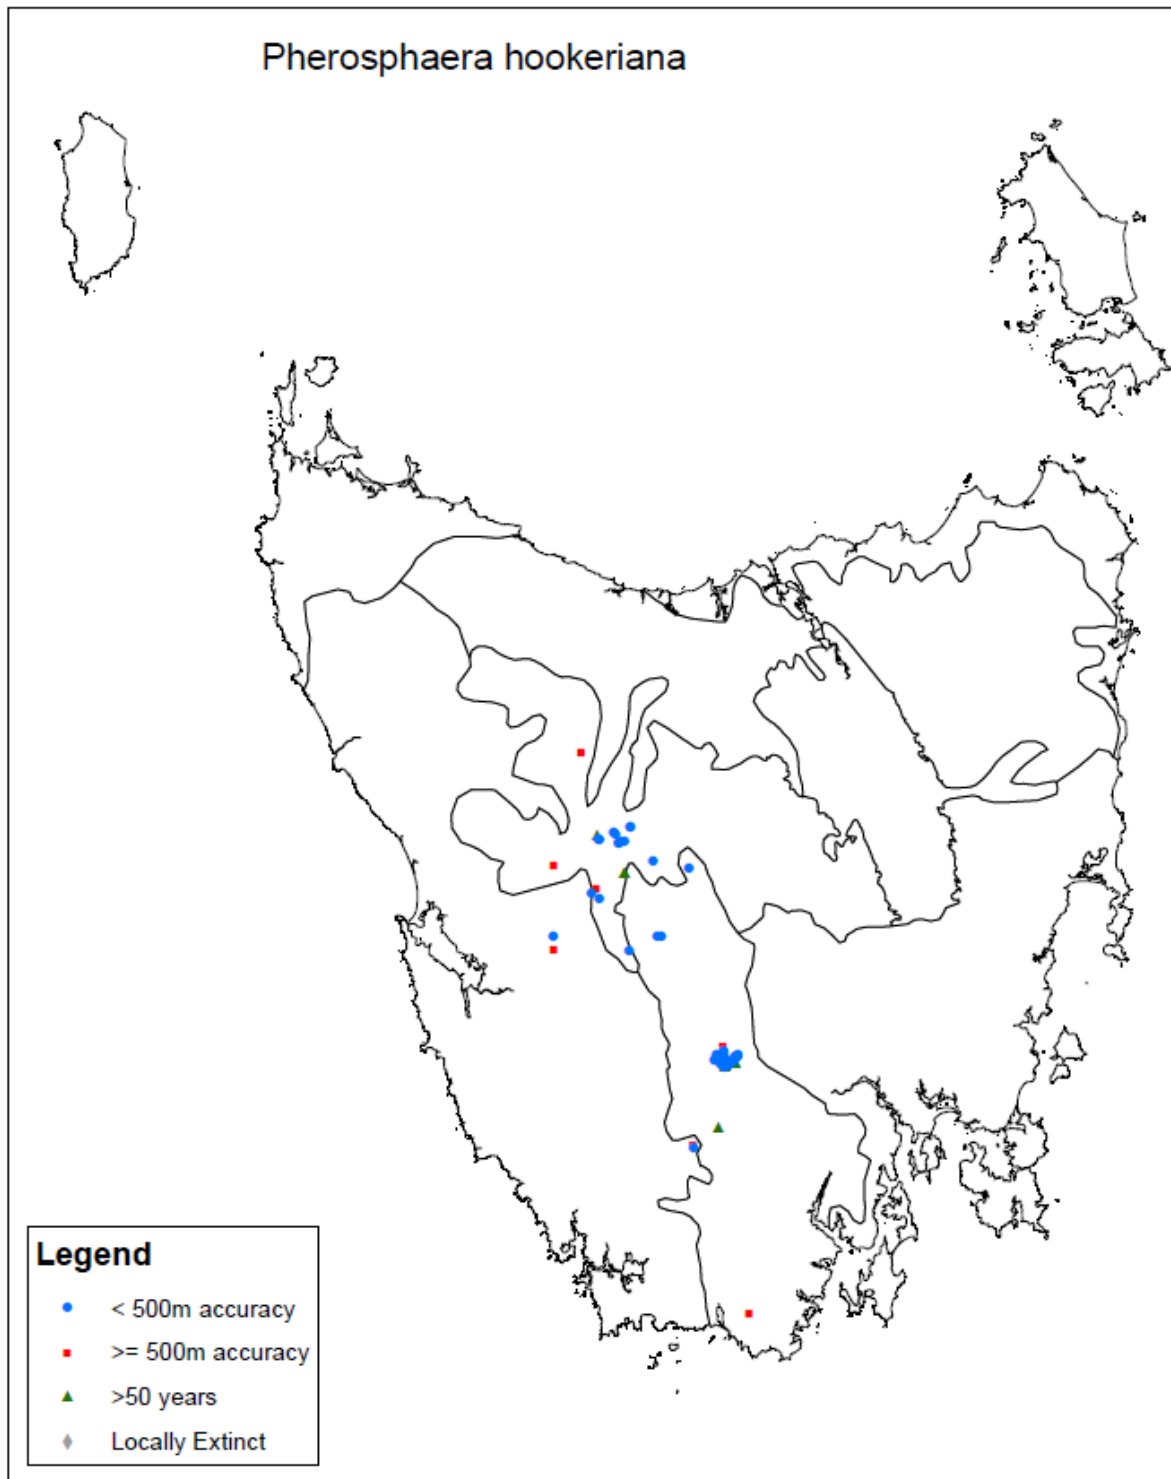 Pherosphaera hookeriana
Legend
< 500m accuracy
>= 500m accuracy
>50 years
Locally Extinct